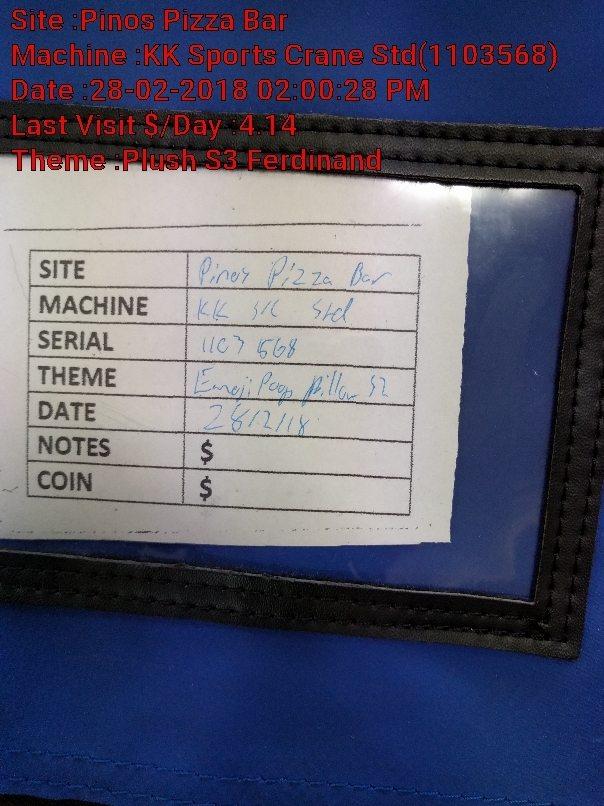 Site :Pinos Pizza Bar
Machine :KK Sports Crane Std(1103568)
Date :28-02-2018 02:00:28 PM
Last Visit $/Day :4.14
Theme :Plush S3 Ferdinand
SITE Pinos Pizza Bar
MACHINE KK S/C Std
SERIAL 1103568
THEME Emoji Poop Pillow S2
DATE 28/2/18
NOTES $
COIN $